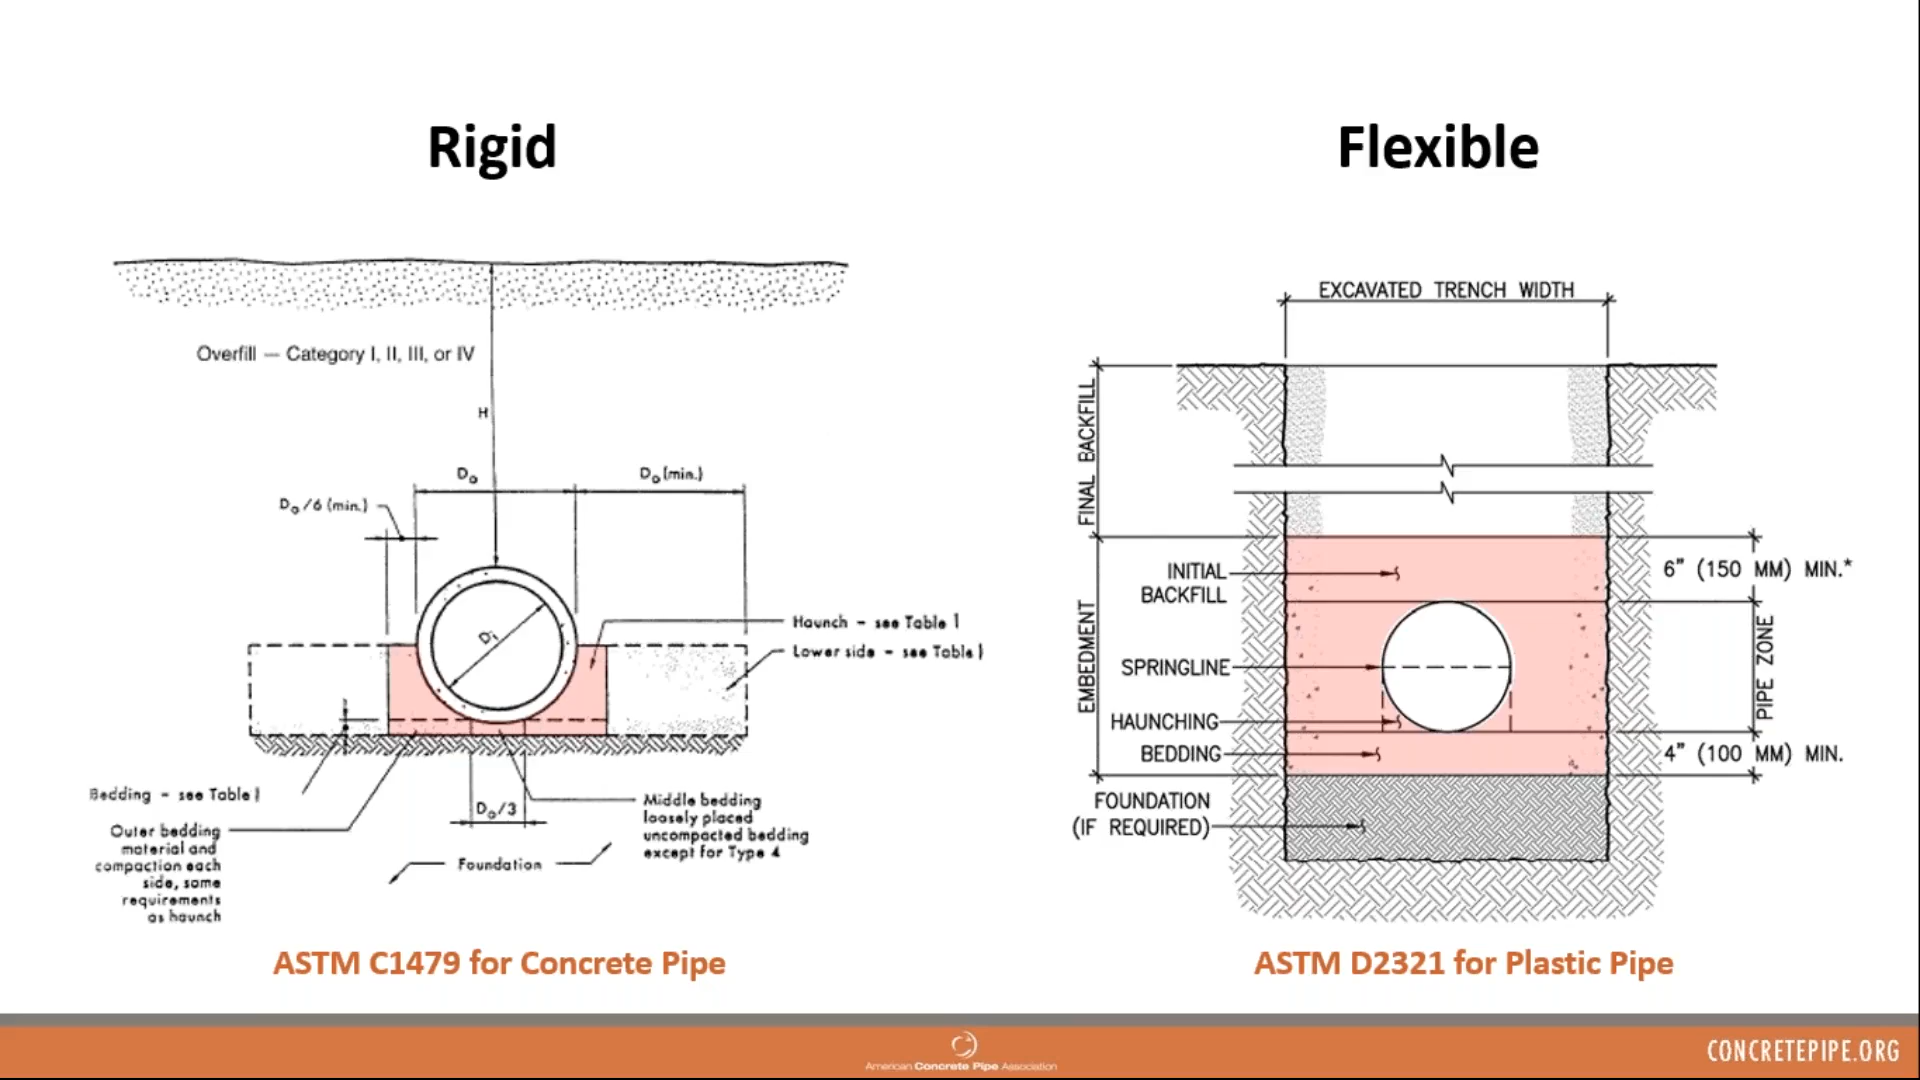 Rigid
Flexible
Overfill — Category I, II, III, or IV
H
Do
Do (min.)
Do /6 (min.)
Di
Haunch - see Table 1
Lower side - see Table 1
Bedding - see Table 1
Outer bedding
material and
compaction each
side, same
requirements
as haunch
Do/3
Foundation
Middle bedding
loosely placed
uncompacted bedding
except for Type 4
ASTM C1479 for Concrete Pipe
EXCAVATED TRENCH WIDTH
FINAL BACKFILL
EMBEDMENT
INITIAL
BACKFILL
SPRINGLINE
HAUNCHING
BEDDING
FOUNDATION
(IF REQUIRED)
6” (150 MM) MIN.*
PIPE ZONE
4” (100 MM) MIN.
ASTM D2321 for Plastic Pipe
American Concrete Pipe Association
CONCRETEPIPE.ORG